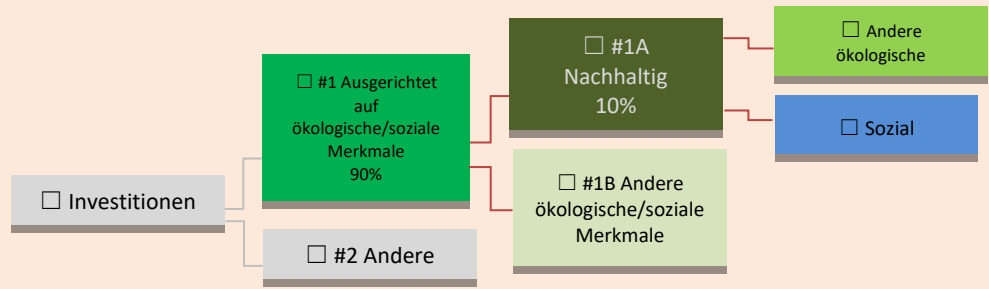 ☐ Investitionen
☐ #1 Ausgerichtet
auf
ökologische/soziale
Merkmale
90%
☐ #2 Andere
☐ #1A
Nachhaltig
10%
☐ #1B Andere
ökologische/soziale
Merkmale
☐ Andere
ökologische
☐ Sozial